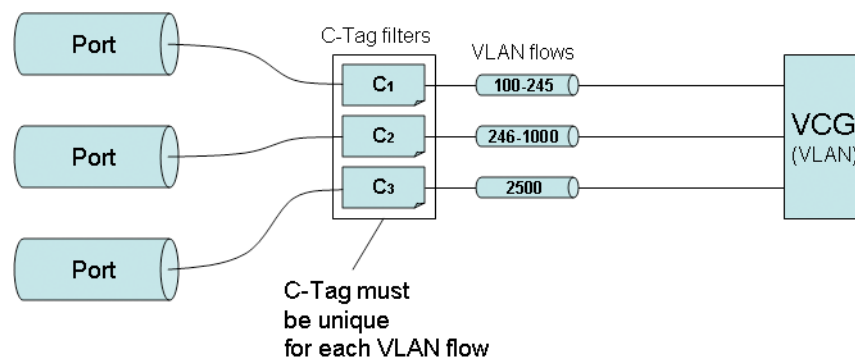 C-Tag filters
VLAN flows
Port
C1
100-245
VCG
(VLAN)
Port
C2
246-1000
Port
C3
2500
C-Tag must
be unique
for each VLAN flow